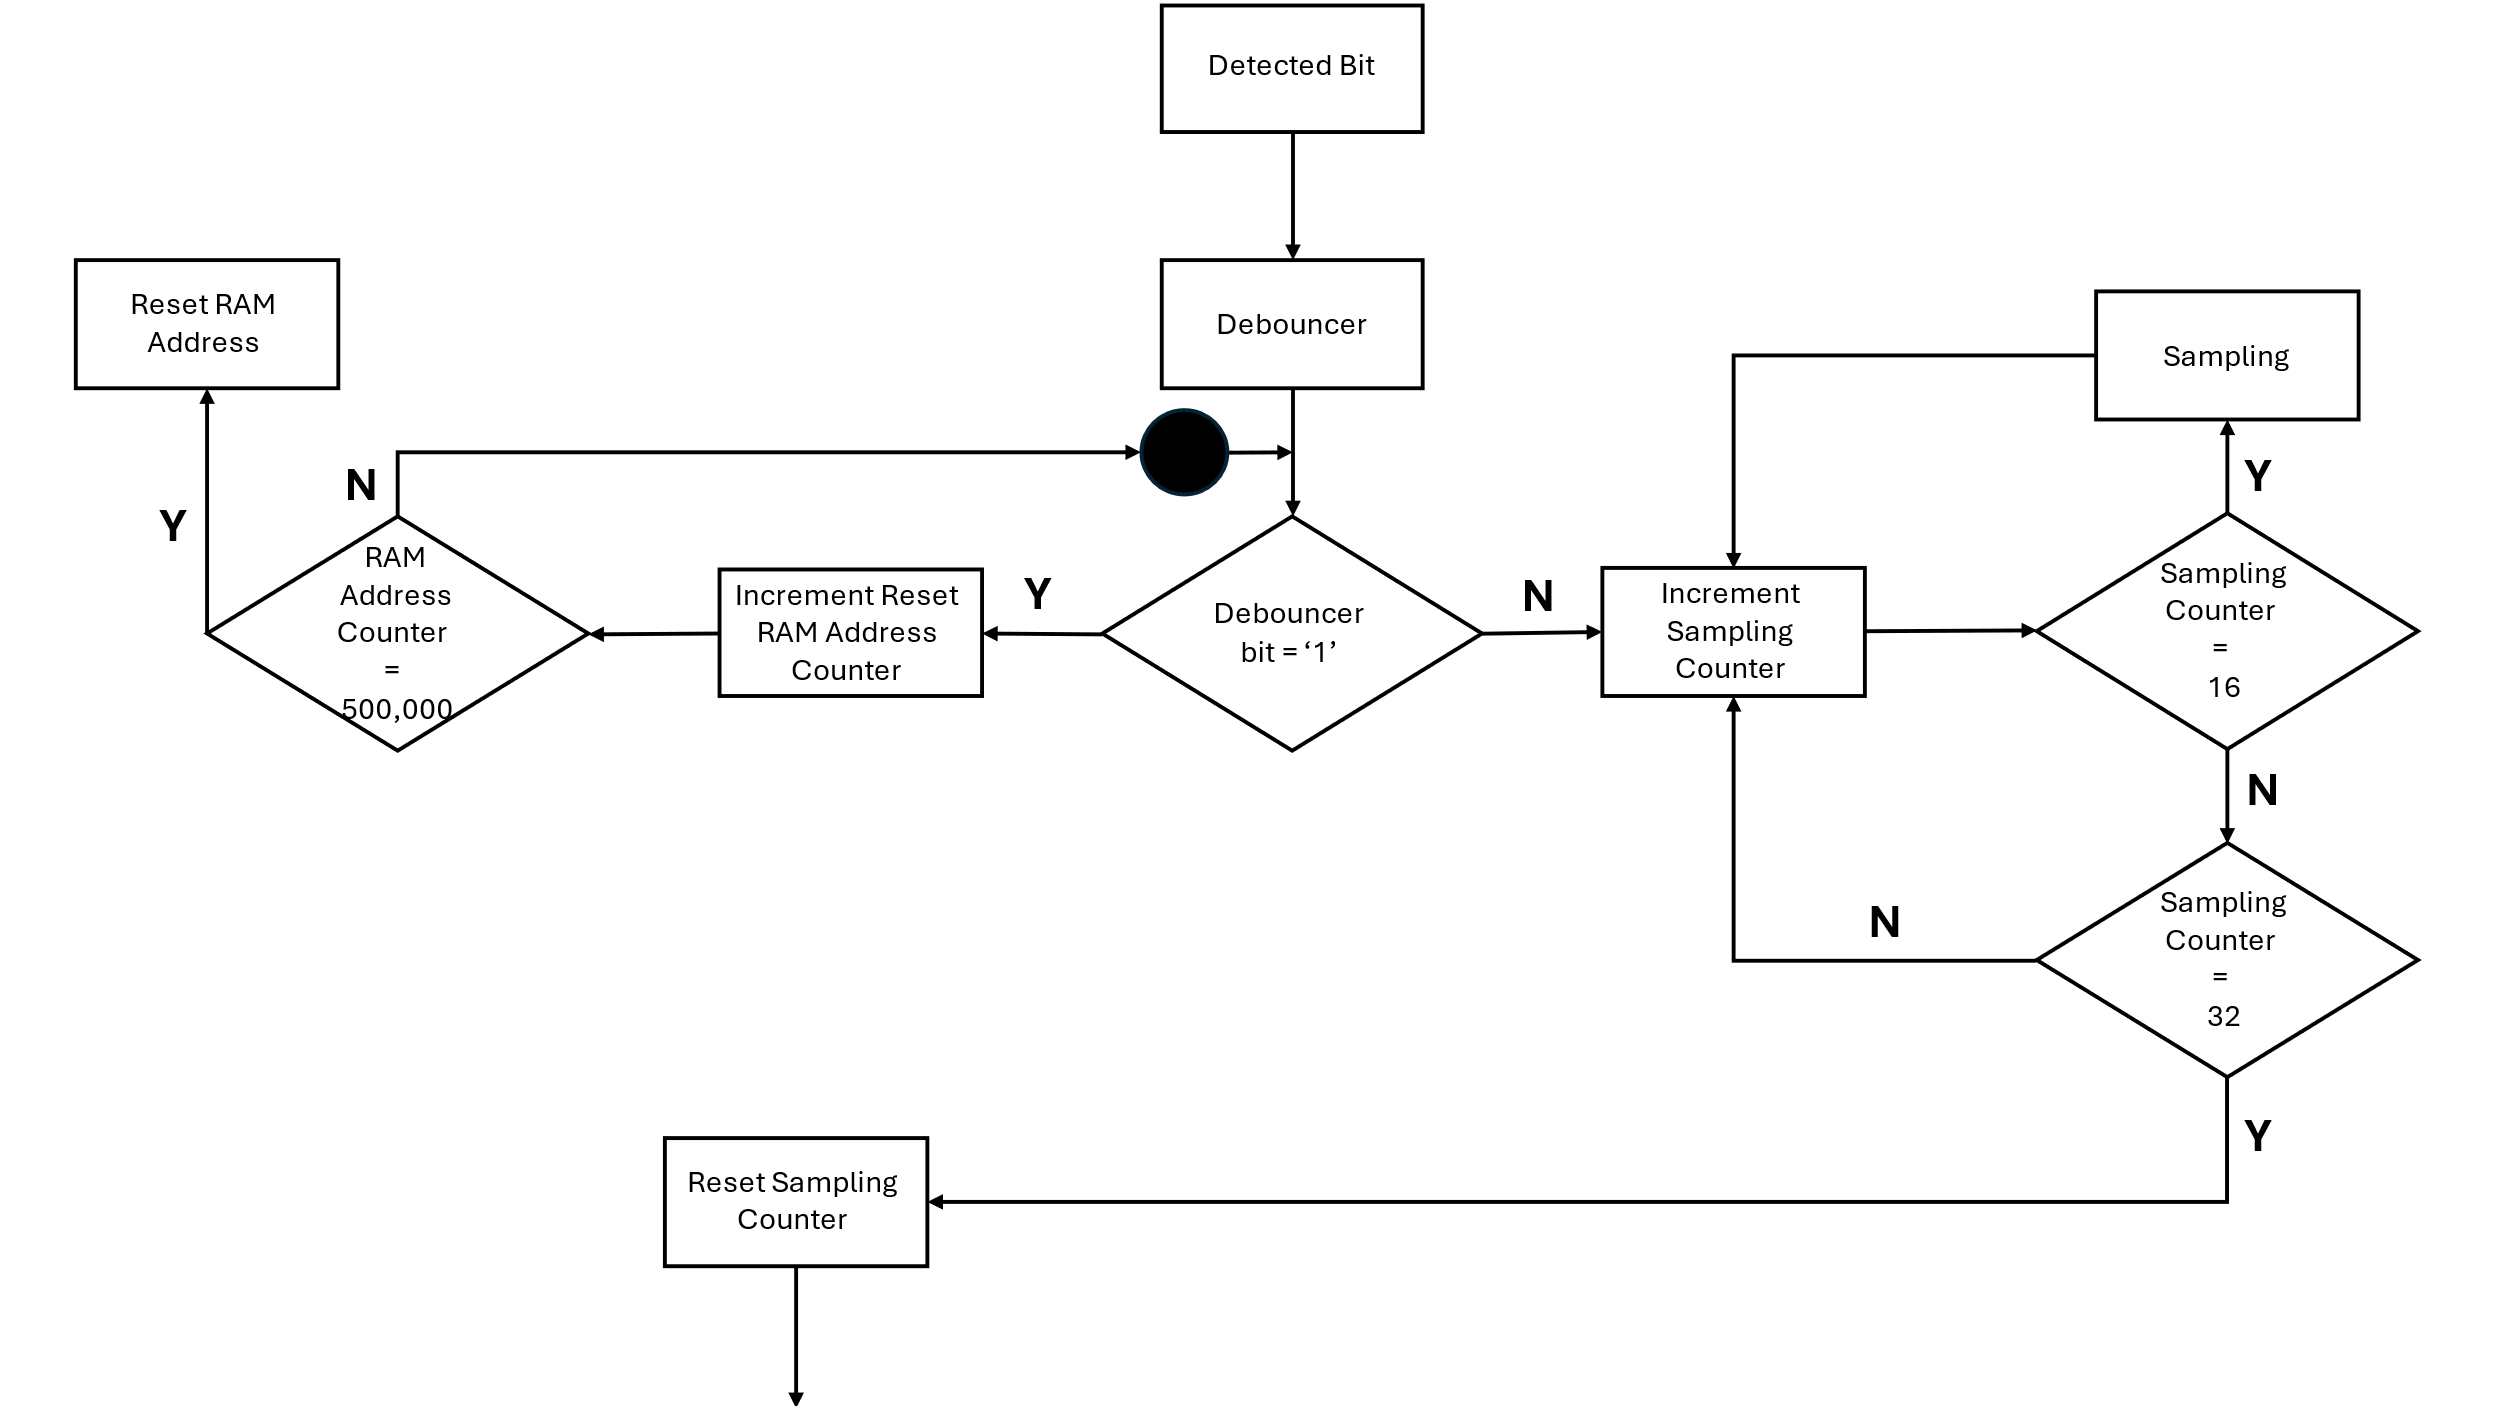 Detected Bit
Debouncer
Reset RAM
Address
Sampling
Y
N
Y
RAM
Address
Counter
=
500,000
Increment Reset
RAM Address
Counter
Y
Debouncer
bit = ‘1’
N
Increment
Sampling
Counter
Sampling
Counter
=
16
N
Sampling
Counter
=
32
N
Y
Reset Sampling
Counter